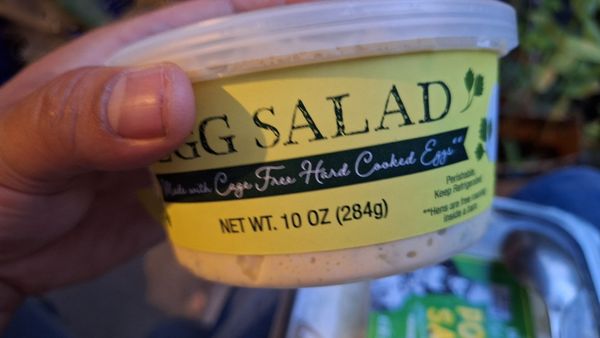 EGG SALAD
Made with Cage Free Hard Cooked Eggs**
NET WT. 10 OZ (284g)
Perishable,
Keep Refrigerated.
**Hens are free roaming
inside a barn.